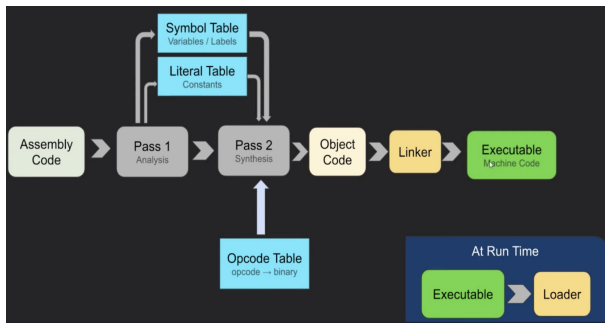 Symbol Table
Variables / Labels
Literal Table
Constants
Assembly
Code
Pass 1
Analysis
Pass 2
Synthesis
Object
Code
Linker
Executable
Machine Code
Opcode Table
opcode → binary
At Run Time
Executable
Loader